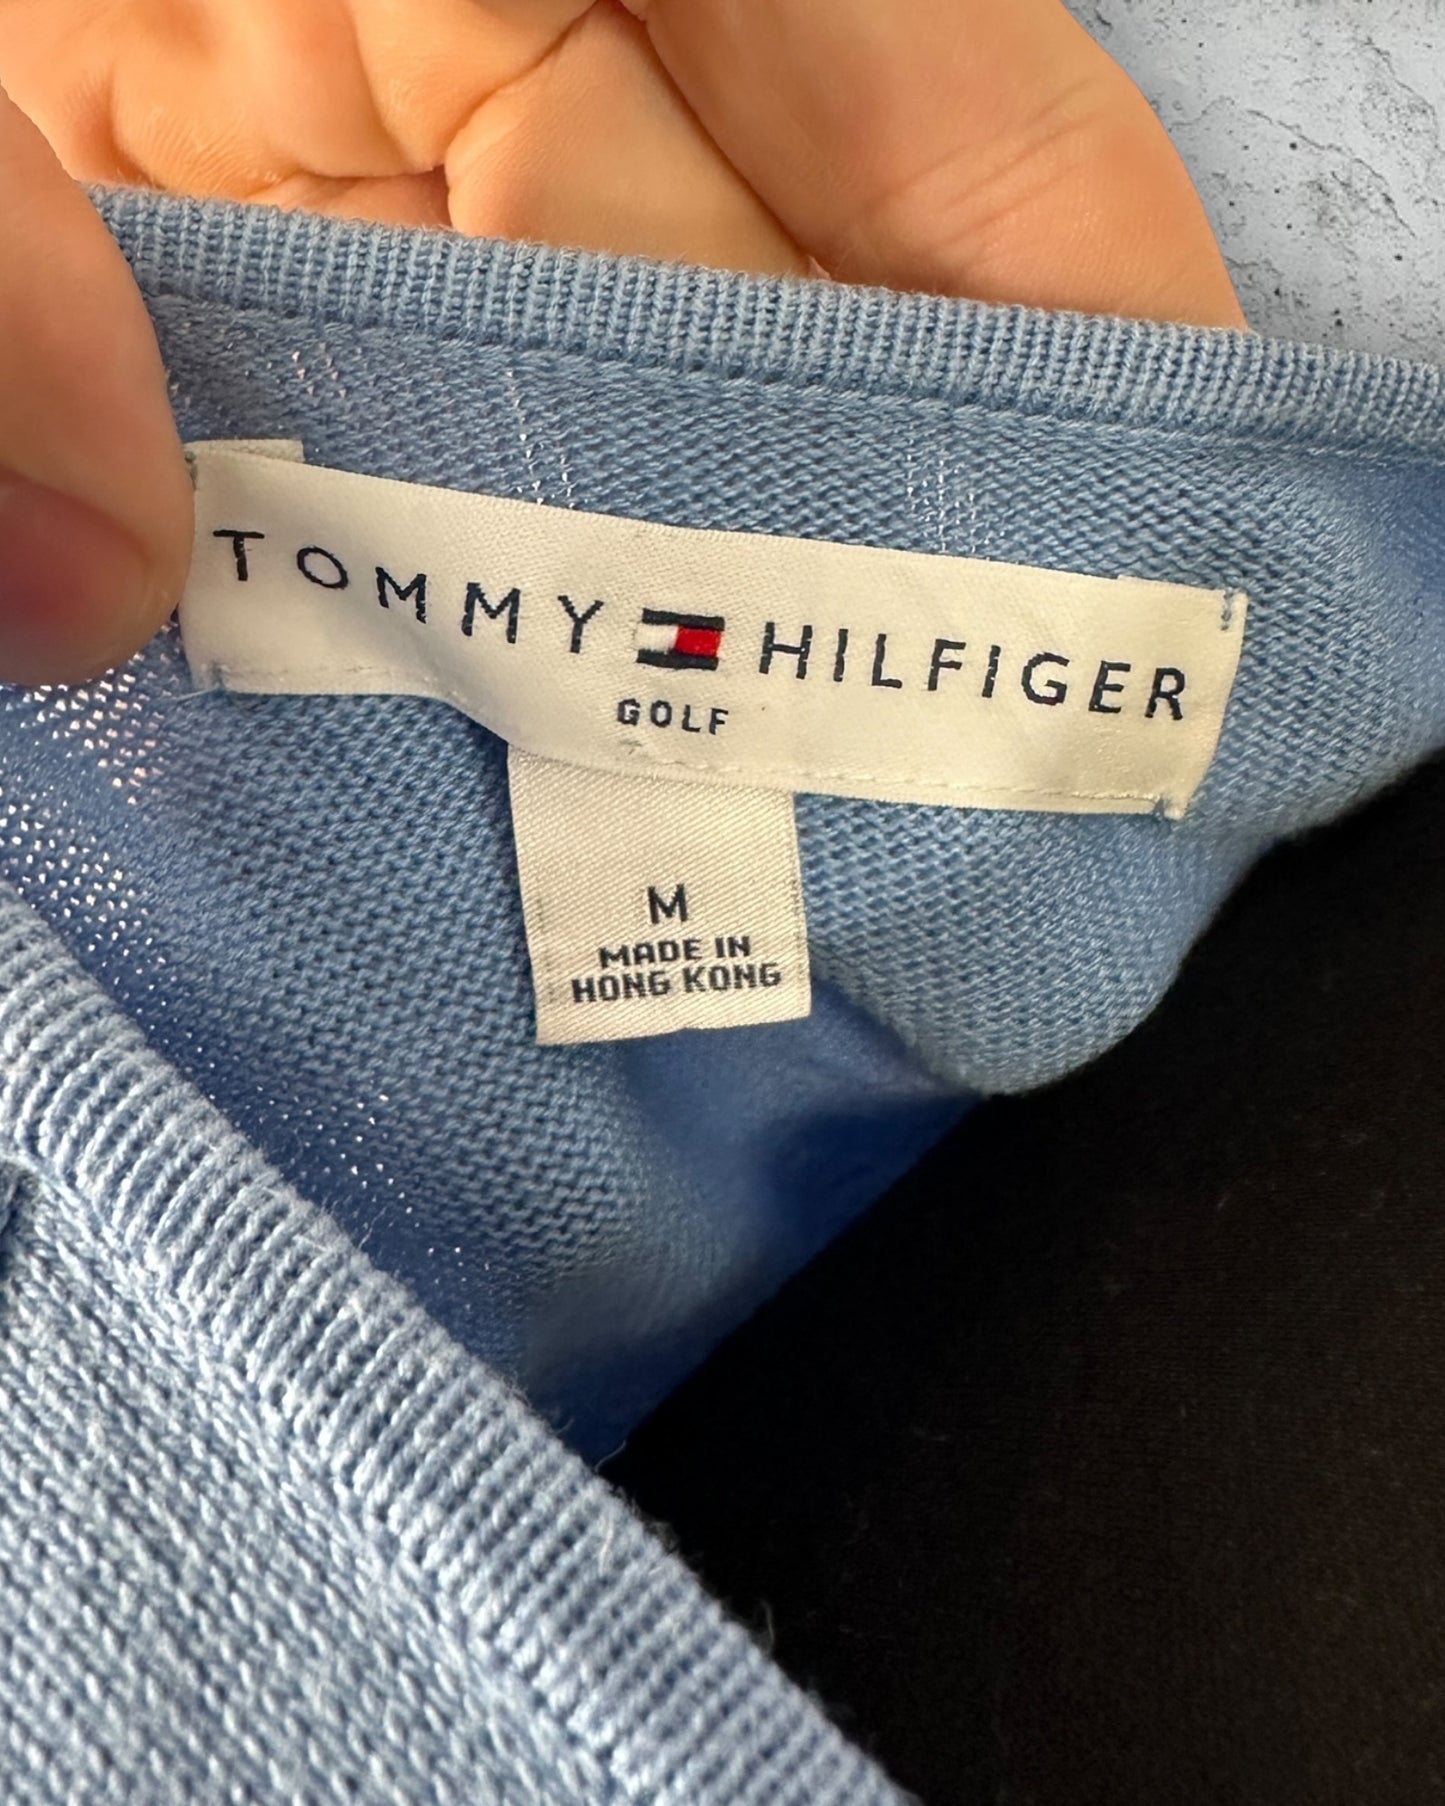 TOMMY HILFIGER
GOLF
M
MADE IN
HONG KONG